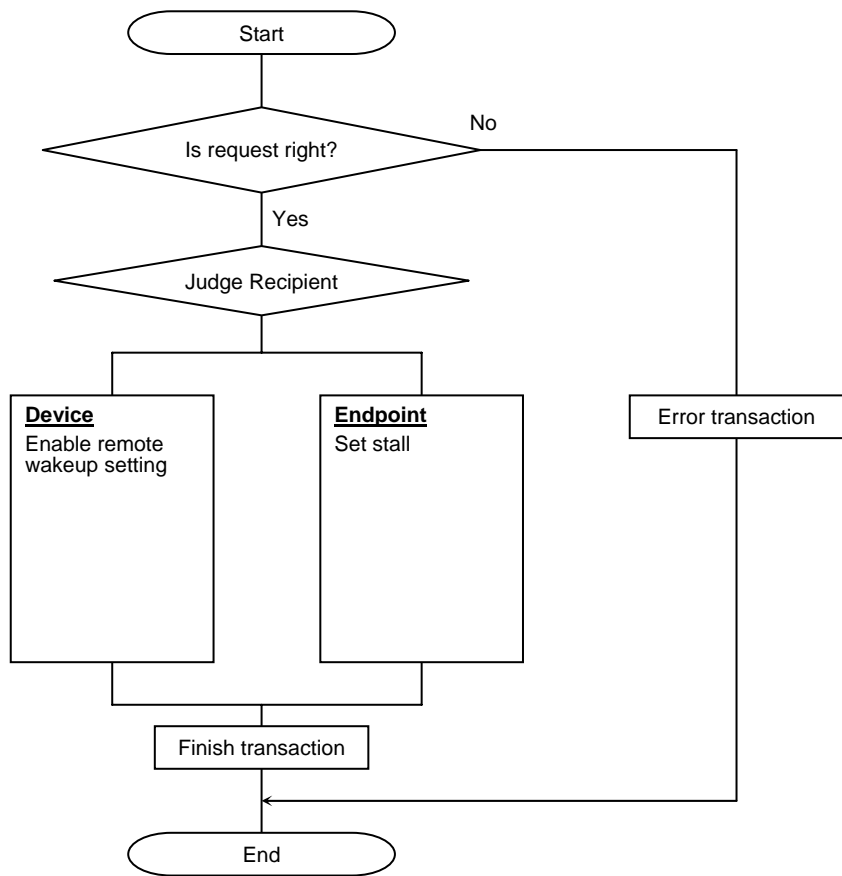 Start
Is request right?
No
Yes
Judge Recipient
Device
Enable remote
wakeup setting
Endpoint
Set stall
Error transaction
Finish transaction
End